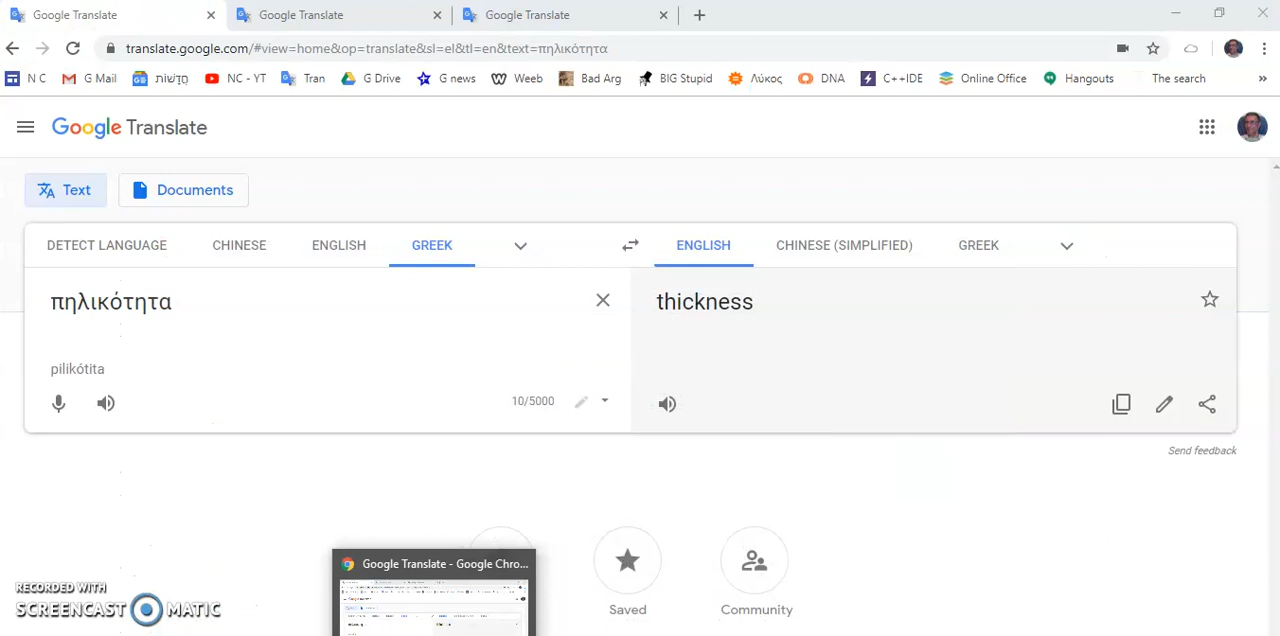 Google Translate
Google Translate
Google Translate
translate.google.com/#view=home&op=translate&sl=el&tl=en&text=πηλικότητα
N C
G Mail
חֲדָשׁוֹת
NC - YT
Tran
G Drive
G news
Weeb
Bad Arg
BIG Stupid
Λύκος
DNA
C++IDE
Online Office
Hangouts
The search
Google Translate
Text
Documents
DETECT LANGUAGE
CHINESE
ENGLISH
GREEK
ENGLISH
CHINESE (SIMPLIFIED)
GREEK
πηλικότητα
thickness
pilikótita
10/5000
Send feedback
Google Translate - Google Chro...
Saved
Community
RECORDED WITH
SCREENCAST MATIC